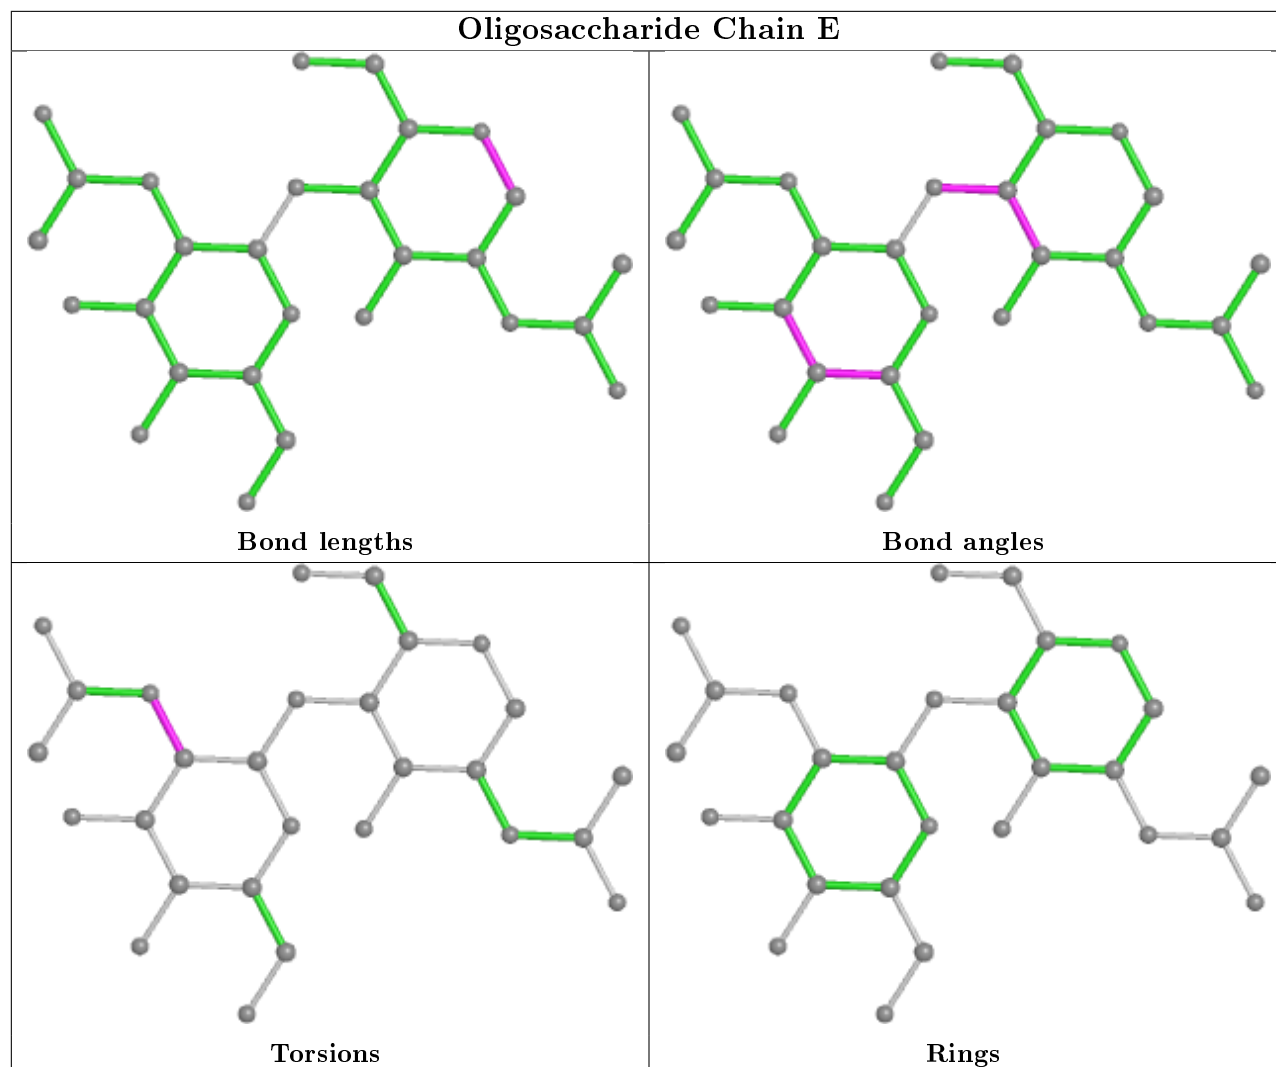 Oligosaccharide Chain E
Bond lengths
Bond angles
Torsions
Rings